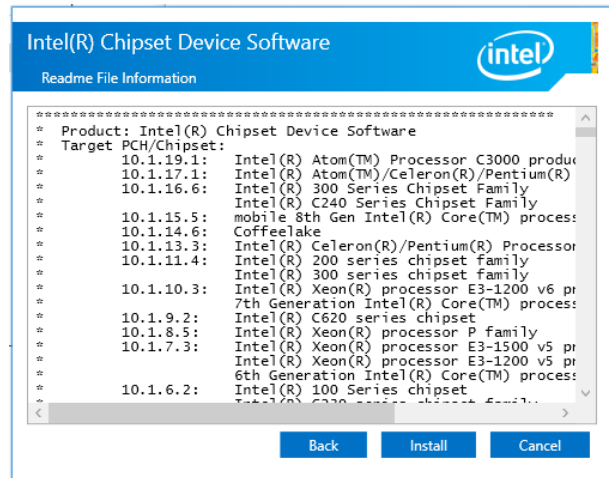 Intel(R) Chipset Device Software
Readme File Information
intel
************************************************************
* Product: Intel(R) Chipset Device Software
* Target PCH/Chipset:
* 10.1.19.1: Intel(R) Atom(TM) Processor C3000 produc
* 10.1.17.1: Intel(R) Atom(TM)/Celeron(R)/Pentium(R)
* 10.1.16.6: Intel(R) 300 Series Chipset Family
* Intel(R) C240 Series Chipset Family
* 10.1.15.5: mobile 8th Gen Intel(R) Core(TM) process
* 10.1.14.6: Coffeelake
* 10.1.13.3: Intel(R) Celeron(R)/Pentium(R) Processor
* 10.1.11.4: Intel(R) 200 series chipset family
* Intel(R) 300 series chipset family
* 10.1.10.3: Intel(R) Xeon(R) processor E3-1200 v6 pr
* 7th Generation Intel(R) Core(TM) process
* 10.1.9.2: Intel(R) C620 series chipset
* 10.1.8.5: Intel(R) Xeon(R) processor P family
* 10.1.7.3: Intel(R) Xeon(R) processor E3-1500 v5 pr
* Intel(R) Xeon(R) processor E3-1200 v5 pr
* 6th Generation Intel(R) Core(TM) process
* 10.1.6.2: Intel(R) 100 Series chipset
* Intel(R) C230 series chipset family
Back Install Cancel